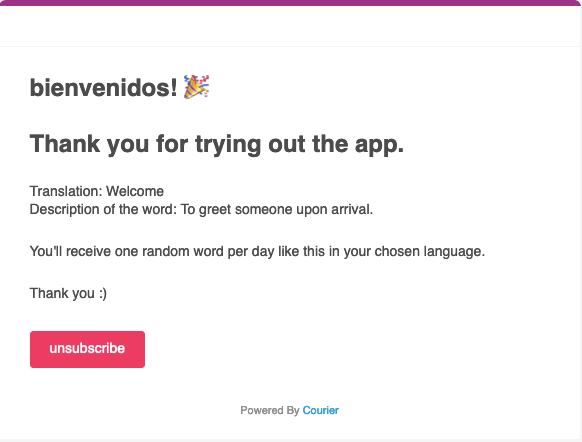 bienvenidos! 🎉
Thank you for trying out the app.
Translation: Welcome
Description of the word: To greet someone upon arrival.
You'll receive one random word per day like this in your chosen language.
Thank you :)
unsubscribe
Powered By Courier